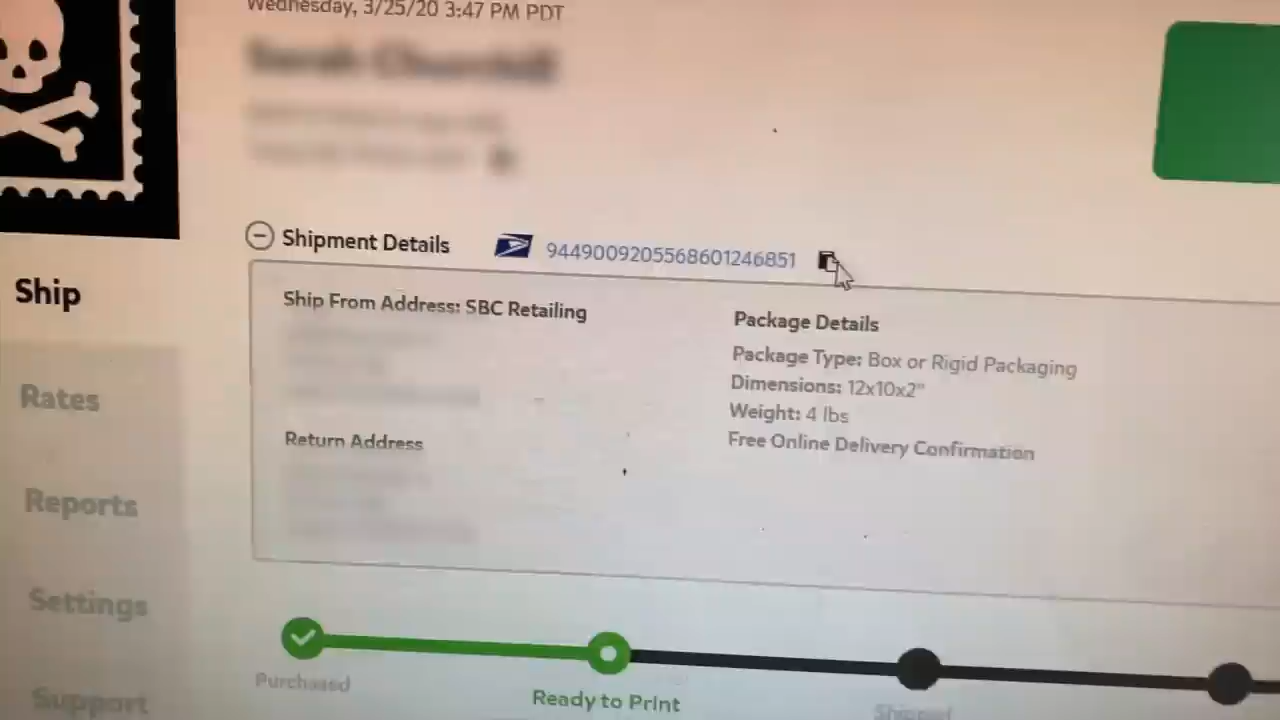 Wednesday, 3/25/20 3:47 PM PDT
Shipment Details
9449009205568601246851
Ship
Ship From Address: SBC Retailing
Package Details
Package Type: Box or Rigid Packaging
Dimensions: 12x10x2"
Weight: 4 lbs
Free Online Delivery Confirmation
Rates
Return Address
Reports
Settings
Support
Purchased
Ready to Print
Shipped